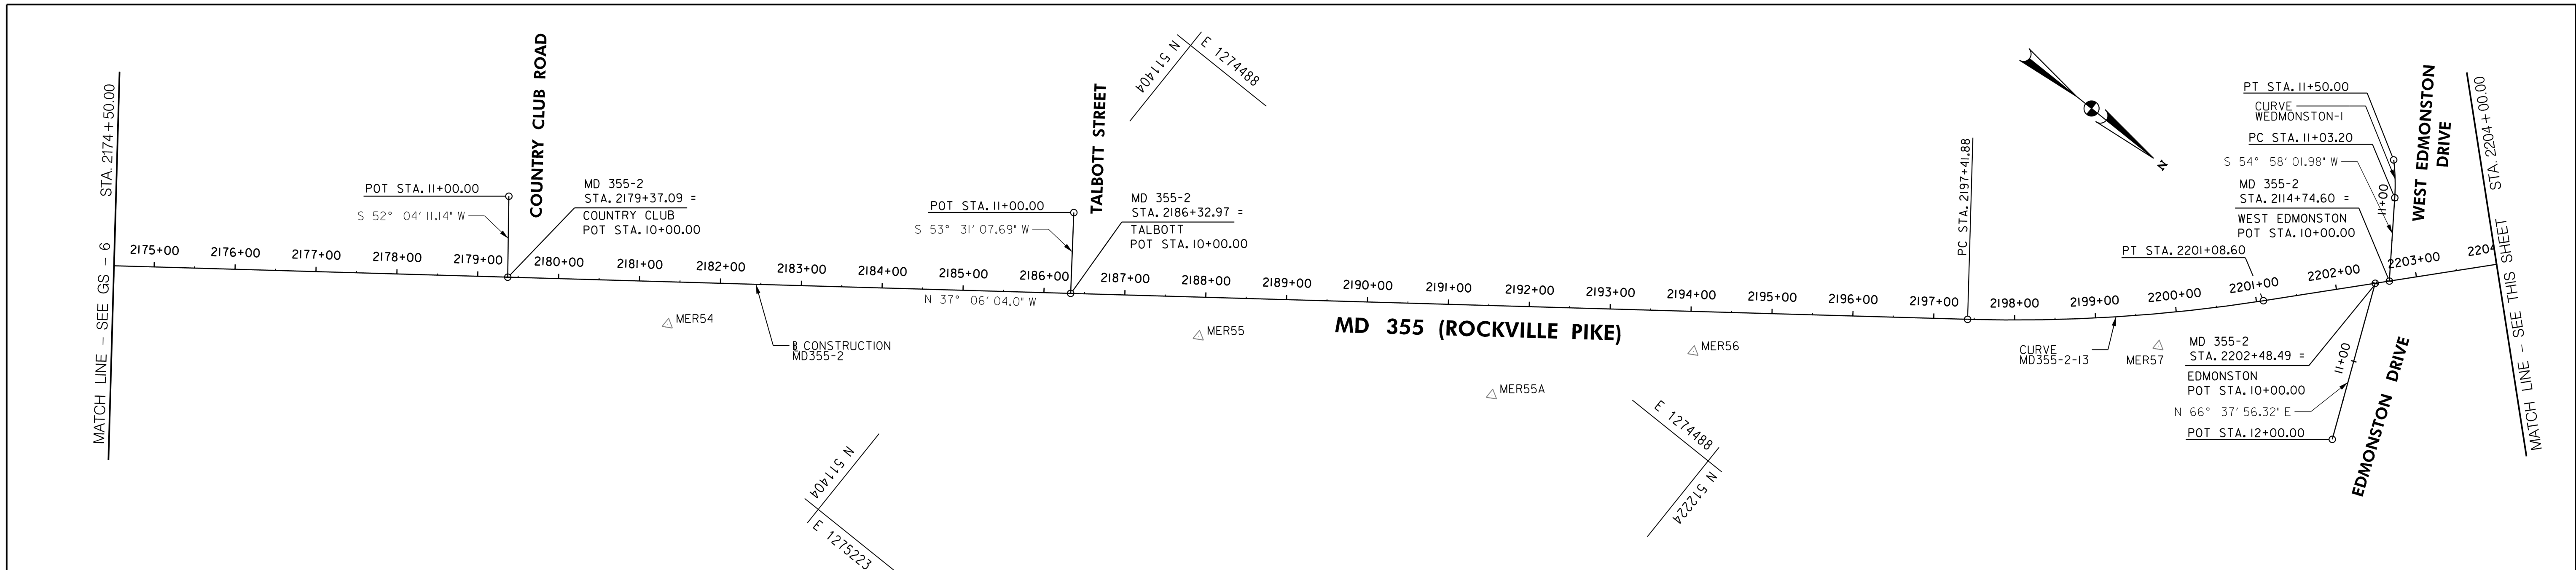 MATCH LINE - SEE GS - 6 STA. 2174+50.00
COUNTRY CLUB ROAD
POT STA. 11+00.00
S 52° 04' 11.14" W
MD 355-2
STA. 2179+37.09 =
COUNTRY CLUB
POT STA. 10+00.00
N 511404
E 1274488
TALBOTT STREET
POT STA. 11+00.00
S 53° 31' 07.69" W
MD 355-2
STA. 2186+32.97 =
TALBOTT
POT STA. 10+00.00
N
PC STA. 2197+41.88
PT STA. 11+50.00
CURVE
WEDMONSTON-1
PC STA. 11+03.20
S 54° 58' 01.98" W
MD 355-2
STA. 2114+74.60 =
WEST EDMONSTON
POT STA. 10+00.00
11+00
WEST EDMONSTON
DRIVE
MATCH LINE - SEE THIS SHEET STA. 2204+00.00
PT STA. 2201+08.60
2175+00 2176+00 2177+00 2178+00 2179+00 2180+00 2181+00 2182+00 2183+00 2184+00 2185+00 2186+00 2187+00 2188+00 2189+00 2190+00 2191+00 2192+00 2193+00 2194+00 2195+00 2196+00 2197+00 2198+00 2199+00 2200+00 2201+00 2202+00 2203+00 2204
N 37° 06' 04.0" W
MER54
B CONSTRUCTION
MD355-2
MER55
MD 355 (ROCKVILLE PIKE)
MER56
MER55A
CURVE
MD355-2-13
MER57
MD 355-2
STA. 2202+48.49 =
EDMONSTON
POT STA. 10+00.00
N 66° 37' 56.32" E
POT STA. 12+00.00
11+00
EDMONSTON DRIVE
N 511404
E 1275223
E 1274488
N 512224